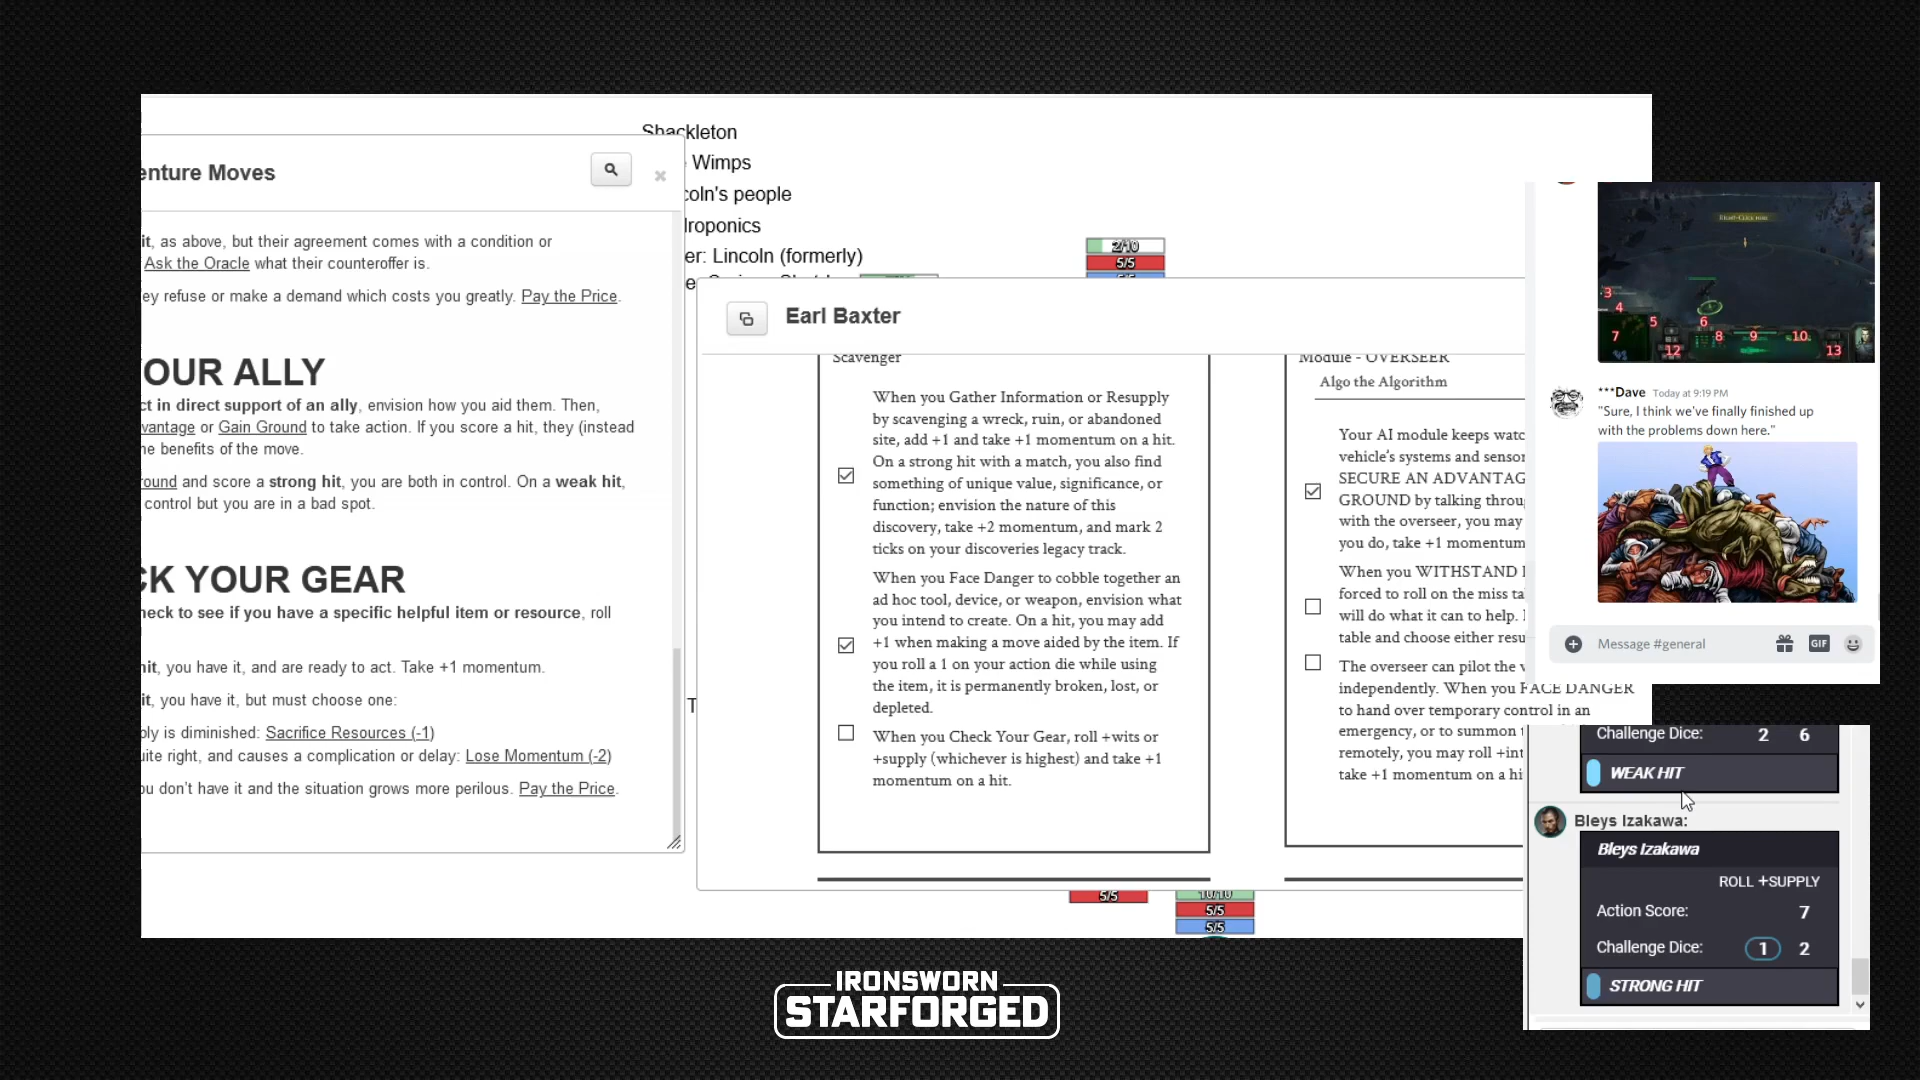 Shackleton
Wimps
coln's people
droponics
er: Lincoln (formerly)
2/10
5/5
enture Moves
it, as above, but their agreement comes with a condition or
Ask the Oracle what their counteroffer is.
ey refuse or make a demand which costs you greatly. Pay the Price.
OUR ALLY
ct in direct support of an ally, envision how you aid them. Then,
vantage or Gain Ground to take action. If you score a hit, they (instead
he benefits of the move.
round and score a strong hit, you are both in control. On a weak hit,
control but you are in a bad spot.
CK YOUR GEAR
heck to see if you have a specific helpful item or resource, roll
hit, you have it, and are ready to act. Take +1 momentum.
it, you have it, but must choose one:
ply is diminished: Sacrifice Resources (-1)
uite right, and causes a complication or delay: Lose Momentum (-2)
ou don't have it and the situation grows more perilous. Pay the Price.
T
Earl Baxter
Scavenger
When you Gather Information or Resupply
by scavenging a wreck, ruin, or abandoned
site, add +1 and take +1 momentum on a hit.
On a strong hit with a match, you also find
something of unique value, significance, or
function; envision the nature of this
discovery, take +2 momentum, and mark 2
ticks on your discoveries legacy track.
When you Face Danger to cobble together an
ad hoc tool, device, or weapon, envision what
you intend to create. On a hit, you may add
+1 when making a move aided by the item. If
you roll a 1 on your action die while using
the item, it is permanently broken, lost, or
depleted.
When you Check Your Gear, roll +wits or
+supply (whichever is highest) and take +1
momentum on a hit.
Module - OVERSEER
Algo the Algorithm
Your AI module keeps watc
vehicle's systems and sensor
SECURE AN ADVANTAG
GROUND by talking throug
with the overseer, you may
you do, take +1 momentum
When you WITHSTAND
forced to roll on the miss ta
will do what it can to help.
table and choose either resu
The overseer can pilot the v
independently. When you FACE DANGER
to hand over temporary control in an
emergency, or to summon t
remotely, you may roll +int
take +1 momentum on a hi
5/5
10/10
5/5
5/5
3
4
5
6
7
8
9
10
12
13
***Dave Today at 9:19 PM
"Sure, I think we've finally finished up
with the problems down here."
Message #general
GIF
Challenge Dice: 2 6
WEAK HIT
Bleys Izakawa:
Bleys Izakawa
ROLL +SUPPLY
Action Score: 7
Challenge Dice: 1 2
STRONG HIT
IRONSWORN
STARFORGED